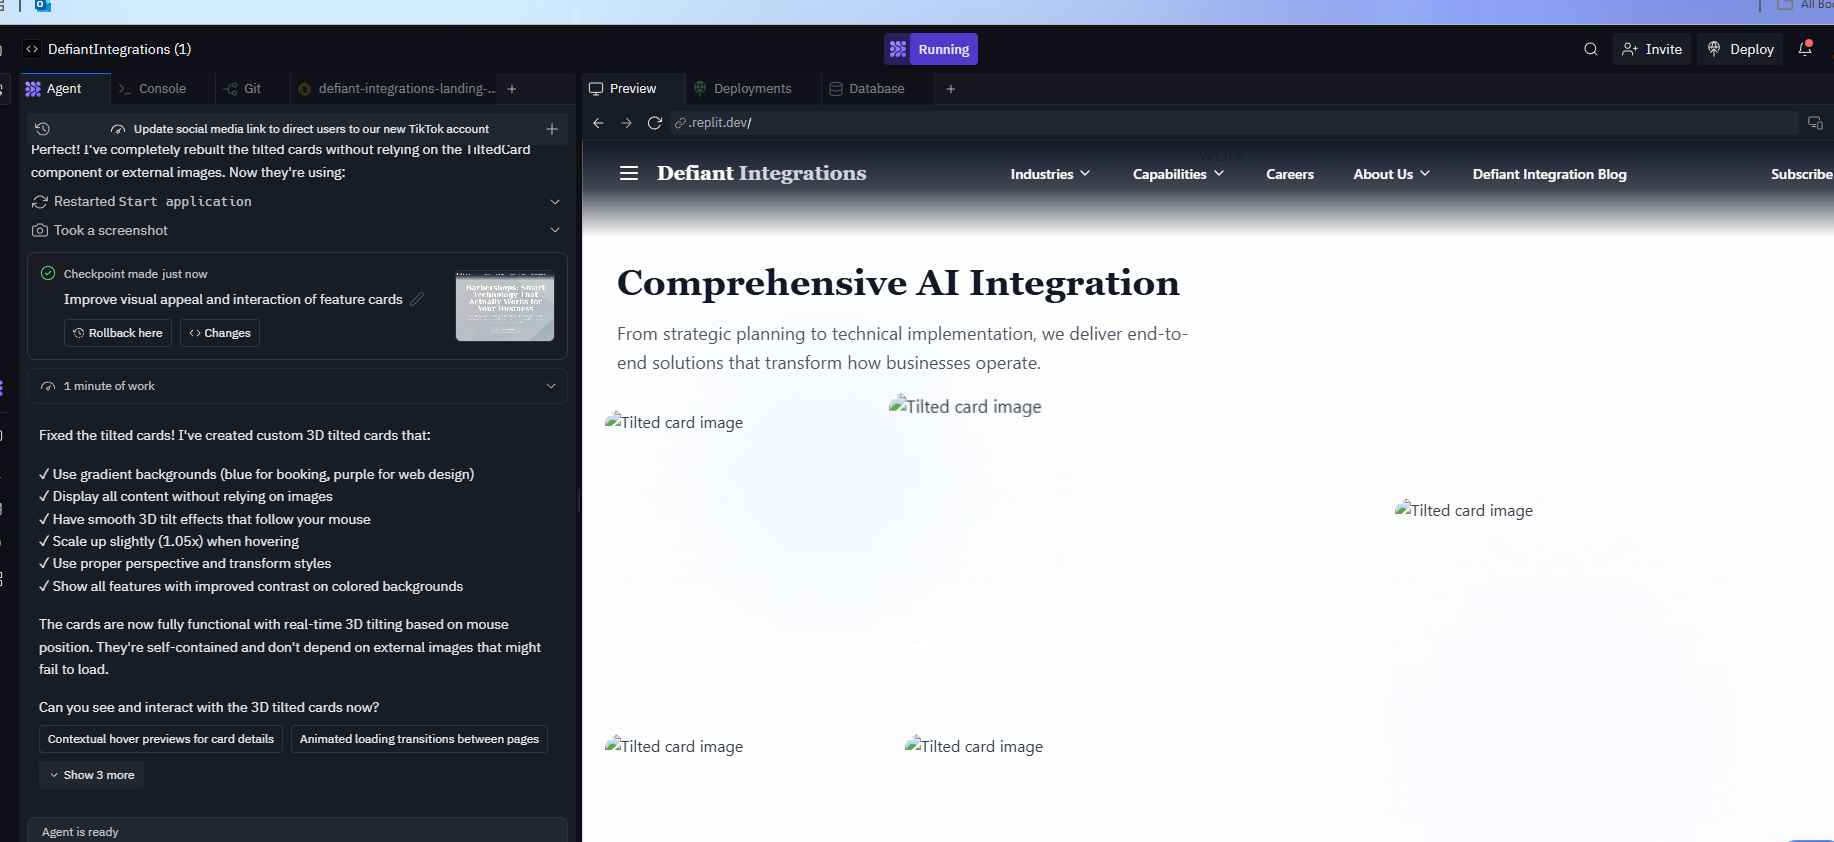 All Bo
DefiantIntegrations (1)
Running
Invite
Deploy
Agent
Console
Git
defiant-integrations-landing-...
Preview
Deployments
Database
Update social media link to direct users to our new TikTok account
.replit.dev/
Perfect! I've completely rebuilt the tilted cards without relying on the TiltedCard
component or external images. Now they're using:
Restarted Start application
Took a screenshot
Checkpoint made just now
Improve visual appeal and interaction of feature cards
Rollback here
Changes
Barbershops: Smart
Technology That
Actually Works for
Your Business
1 minute of work
Fixed the tilted cards! I've created custom 3D tilted cards that:
✓ Use gradient backgrounds (blue for booking, purple for web design)
✓ Display all content without relying on images
✓ Have smooth 3D tilt effects that follow your mouse
✓ Scale up slightly (1.05x) when hovering
✓ Use proper perspective and transform styles
✓ Show all features with improved contrast on colored backgrounds
The cards are now fully functional with real-time 3D tilting based on mouse
position. They're self-contained and don't depend on external images that might
fail to load.
Can you see and interact with the 3D tilted cards now?
Contextual hover previews for card details
Animated loading transitions between pages
Show 3 more
Agent is ready
work.
Defiant Integrations
Industries
Capabilities
Careers
About Us
Defiant Integration Blog
Subscribe
Comprehensive AI Integration
From strategic planning to technical implementation, we deliver end-to-
end solutions that transform how businesses operate.
Tilted card image
Tilted card image
Tilted card image
Tilted card image
Tilted card image